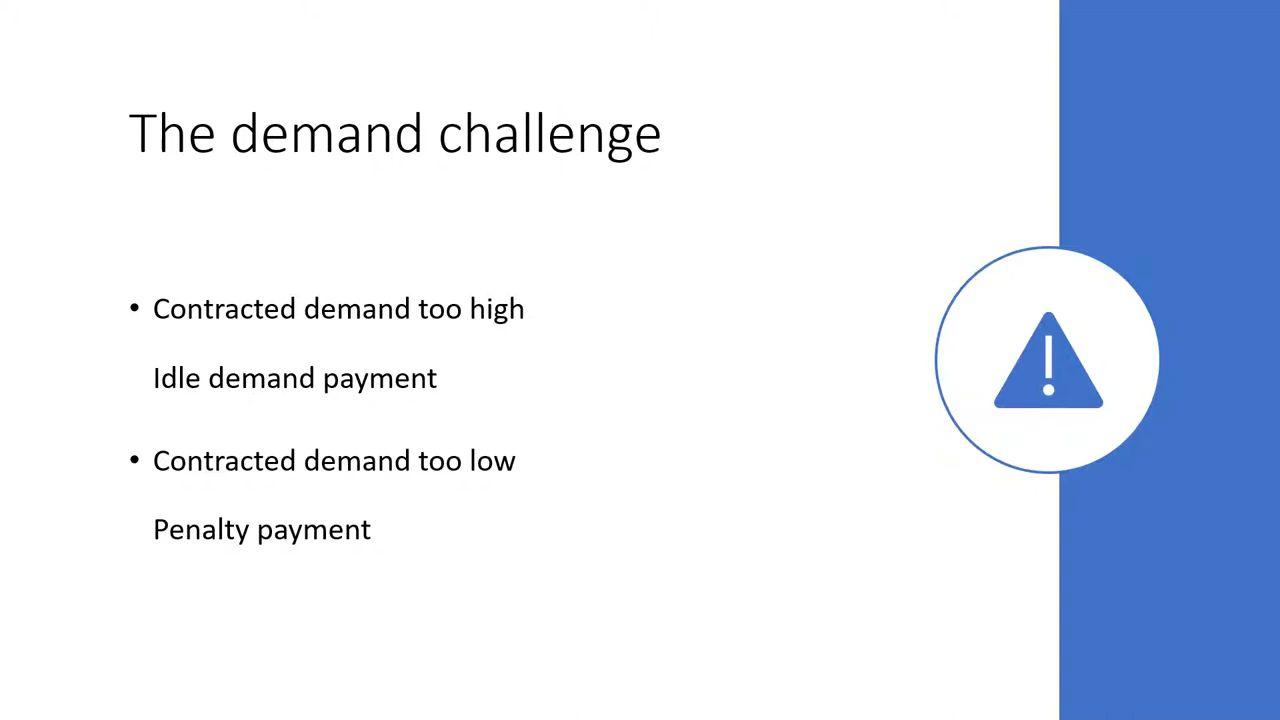 The demand challenge
• Contracted demand too high
Idle demand payment
• Contracted demand too low
Penalty payment